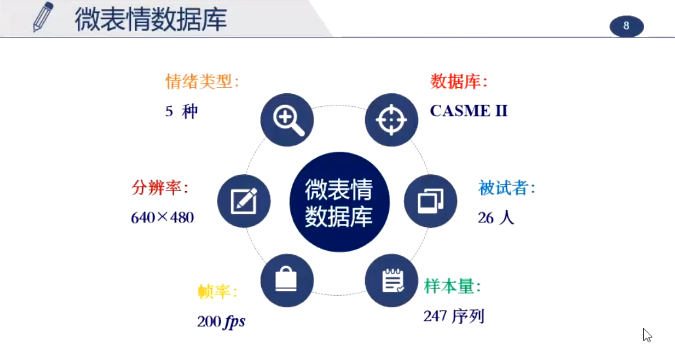 微表情数据库
8
情绪类型：
5 种
数据库：
CASME II
分辨率：
640×480
微表情
数据库
被试者：
26 人
帧率：
200 fps
样本量：
247 序列